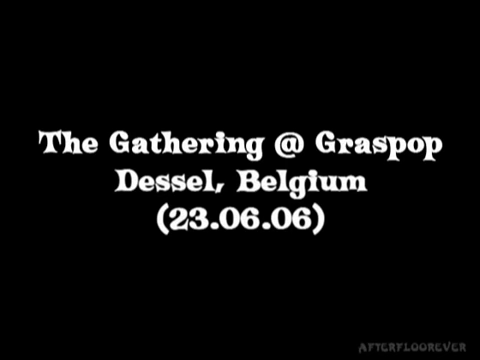 The Gathering @ Graspop
Dessel, Belgium
(23.06.06)
AFTERFLOOREVER